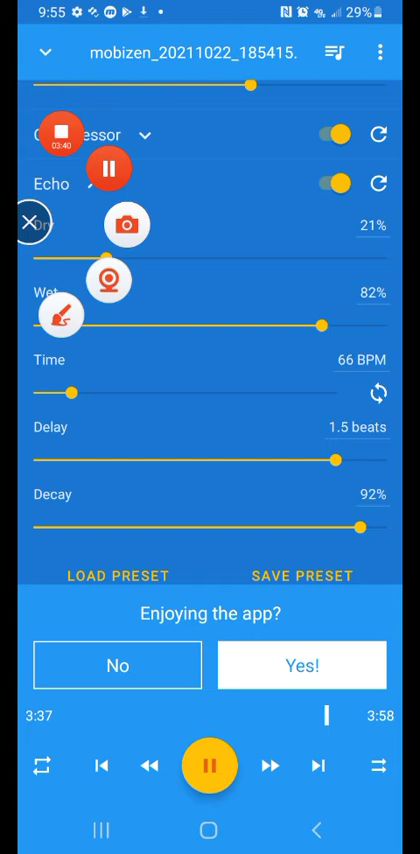 9:55 29%
mobizen_20211022_185415.
03:40
Echo
21%
Wet 82%
Time 66 BPM
Delay 1.5 beats
Decay 92%
LOAD PRESET SAVE PRESET
Enjoying the app?
No Yes!
3:37 3:58